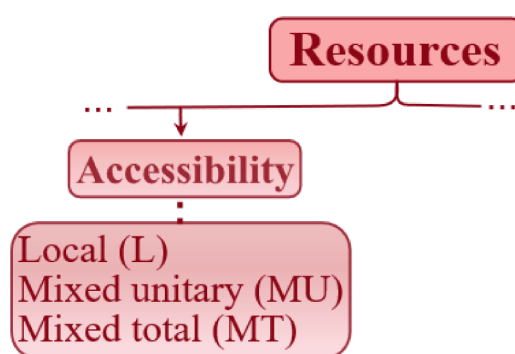 Resources
... ...
Accessibility
Local (L)
Mixed unitary (MU)
Mixed total (MT)